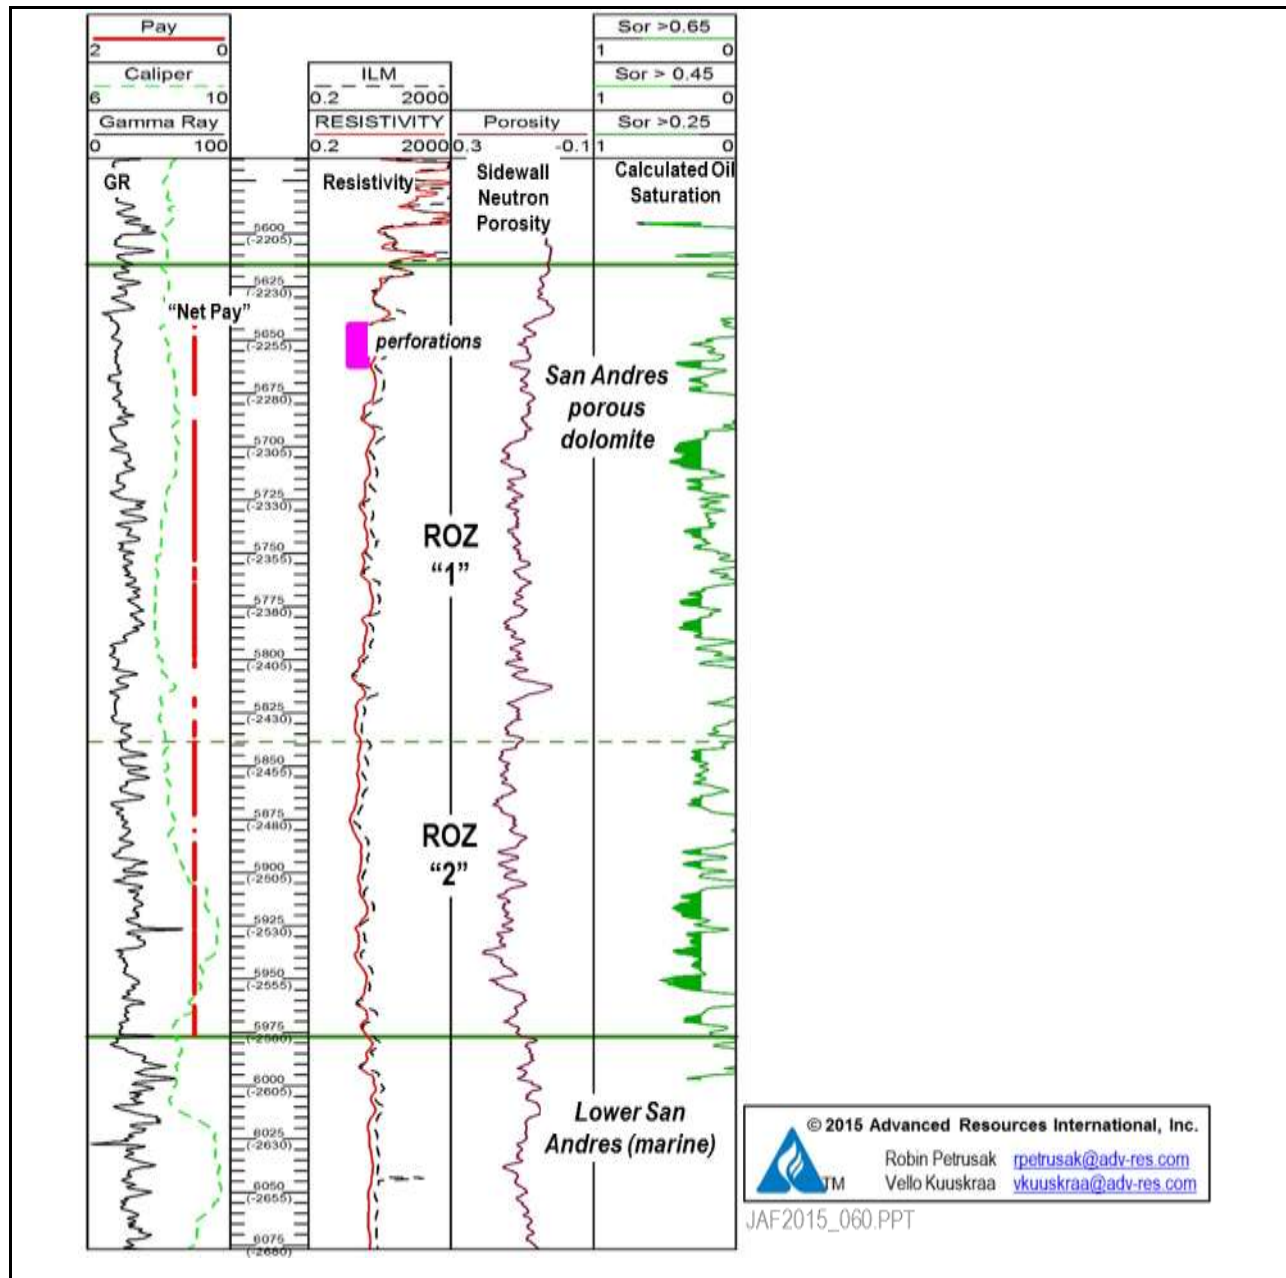 Pay
2 0
Caliper
6 10
Gamma Ray
0 100
ILM
0.2 2000
RESISTIVITY
0.2 2000
Porosity
0.3 -0.1
Sor >0.65
1 0
Sor > 0.45
1 0
Sor >0.25
1 0
GR
Resistivity
Sidewall
Neutron
Porosity
Calculated Oil
Saturation
5600
(-2205)
5625
(-2230)
"Net Pay"
5650
(-2255)
perforations
5675
(-2280)
San Andres
porous
dolomite
5700
(-2305)
5725
(-2330)
ROZ
"1"
5750
(-2355)
5775
(-2380)
5800
(-2405)
5825
(-2430)
5850
(-2455)
5875
(-2480)
ROZ
"2"
5900
(-2505)
5925
(-2530)
5950
(-2555)
5975
(-2580)
6000
(-2605)
Lower San
Andres (marine)
6025
(-2630)
6050
(-2655)
6075
(-2680)
© 2015 Advanced Resources International, Inc.
Robin Petrusak rpetrusak@adv-res.com
Vello Kuuskraa vkuuskraa@adv-res.com
TM
JAF2015_060.PPT